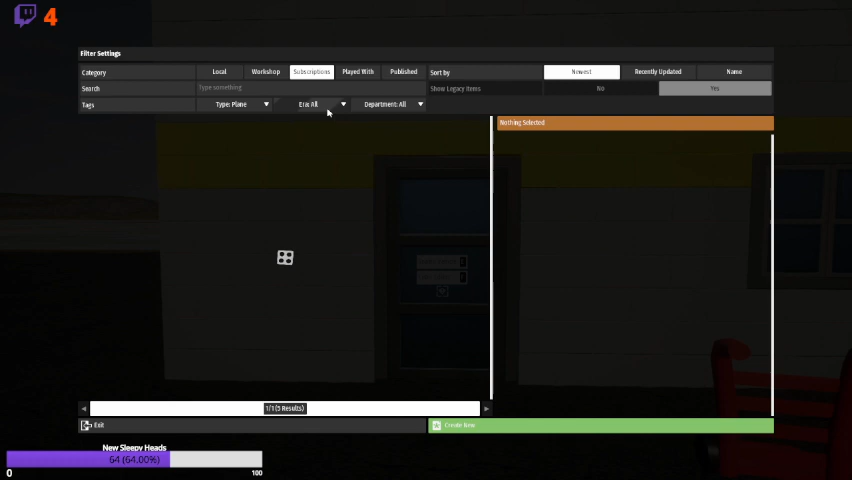 4
Filter Settings
Category Local Workshop Subscriptions Played With Published Sort by Newest Recently Updated Name
Search Type something Show Legacy Items No Yes
Tags Type: Plane Era: All Department: All
Nothing Selected
1/1 (5 Results)
Exit Create New
New Sleepy Heads
64 (64.00%)
0 100